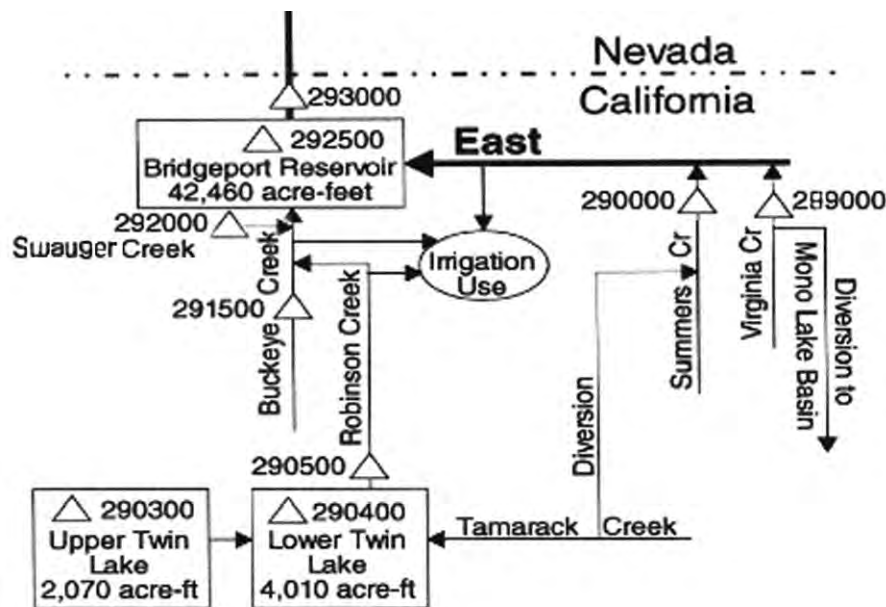 Nevada
California
293000
292500
Bridgeport Reservoir
42,460 acre-feet
East
292000
Swauger Creek
290000
289000
Irrigation
Use
291500
Buckeye Creek
Robinson Creek
Summers Cr
Virginia Cr
Diversion to
Mono Lake Basin
Diversion
290500
290300
Upper Twin
Lake
2,070 acre-ft
290400
Lower Twin
Lake
4,010 acre-ft
Tamarack Creek